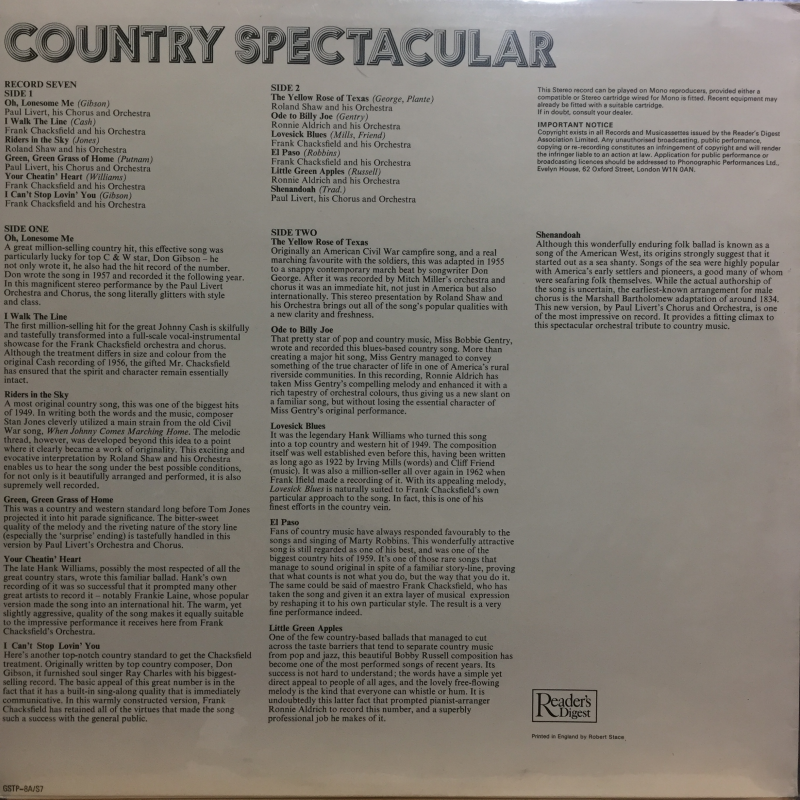 COUNTRY SPECTACULAR
RECORD SEVEN
SIDE 1
Oh, Lonesome Me (Gibson)
Paul Livert, his Chorus and Orchestra
I Walk The Line (Cash)
Frank Chacksfield and his Orchestra
Riders in the Sky (Jones)
Roland Shaw and his Orchestra
Green, Green Grass of Home (Putnam)
Paul Livert, his Chorus and Orchestra
Your Cheatin' Heart (Williams)
Frank Chacksfield and his Orchestra
I Can't Stop Lovin' You (Gibson)
Frank Chacksfield and his Orchestra
SIDE 2
The Yellow Rose of Texas (George, Plante)
Roland Shaw and his Orchestra
Ode to Billy Joe (Gentry)
Ronnie Aldrich and his Orchestra
Lovesick Blues (Mills, Friend)
Frank Chacksfield and his Orchestra
El Paso (Robbins)
Frank Chacksfield and his Orchestra
Little Green Apples (Russell)
Ronnie Aldrich and his Orchestra
Shenandoah (Trad.)
Paul Livert, his Chorus and Orchestra
This Stereo record can be played on Mono reproducers, provided either a
compatible or Stereo cartridge wired for Mono is fitted. Recent equipment may
already be fitted with a suitable cartridge.
If in doubt, consult your dealer.
IMPORTANT NOTICE
Copyright exists in all Records and Musicassettes issued by the Reader's Digest
Association Limited. Any unauthorised broadcasting, public performance,
copying or re-recording constitutes an infringement of copyright and will render
the infringer liable to an action at law. Application for public performance or
broadcasting licences should be addressed to Phonographic Performances Ltd.,
Evelyn House, 62 Oxford Street, London W1N 0AN.
SIDE ONE
Oh, Lonesome Me
A great million-selling country hit, this effective song was
particularly lucky for top C & W star, Don Gibson – he
not only wrote it, he also had the hit record of the number.
Don wrote the song in 1957 and recorded it the following year.
In this magnificent stereo performance by the Paul Livert
Orchestra and Chorus, the song literally glitters with style
and class.
I Walk The Line
The first million-selling hit for the great Johnny Cash is skilfully
and tastefully transformed into a full-scale vocal-instrumental
showcase for the Frank Chacksfield orchestra and chorus.
Although the treatment differs in size and colour from the
original Cash recording of 1956, the gifted Mr. Chacksfield
has ensured that the spirit and character remain essentially
intact.
Riders in the Sky
A most original country song, this was one of the biggest hits
of 1949. In writing both the words and the music, composer
Stan Jones cleverly utilized a main strain from the old Civil
War song, When Johnny Comes Marching Home. The melodic
thread, however, was developed beyond this idea to a point
where it clearly became a work of originality. This exciting and
evocative interpretation by Roland Shaw and his Orchestra
enables us to hear the song under the best possible conditions,
for not only is it beautifully arranged and performed, it is also
supremely well recorded.
Green, Green Grass of Home
This was a country and western standard long before Tom Jones
projected it into hit parade significance. The bitter-sweet
quality of the melody and the riveting nature of the story line
(especially the 'surprise' ending) is tastefully handled in this
version by Paul Livert's Orchestra and Chorus.
Your Cheatin' Heart
The late Hank Williams, possibly the most respected of all the
great country stars, wrote this familiar ballad. Hank's own
recording of it was so successful that it prompted many other
great artists to record it – notably Frankie Laine, whose popular
version made the song into an international hit. The warm, yet
slightly aggressive, quality of the song makes it equally suitable
to the impressive performance it receives here from Frank
Chacksfield's Orchestra.
I Can't Stop Lovin' You
Here's another top-notch country standard to get the Chacksfield
treatment. Originally written by top country composer, Don
Gibson, it furnished soul singer Ray Charles with his biggest-
selling record. The basic appeal of this great number is in the
fact that it has a built-in sing-along quality that is immediately
communicative. In this warmly constructed version, Frank
Chacksfield has retained all of the virtues that made the song
such a success with the general public.
SIDE TWO
The Yellow Rose of Texas
Originally an American Civil War campfire song, and a real
marching favourite with the soldiers, this was adapted in 1955
to a snappy contemporary march beat by songwriter Don
George. After it was recorded by Mitch Miller's orchestra and
chorus it was an immediate hit, not just in America but also
internationally. This stereo presentation by Roland Shaw and
his Orchestra brings out all of the song's popular qualities with
a new clarity and freshness.
Ode to Billy Joe
That pretty star of pop and country music, Miss Bobbie Gentry,
wrote and recorded this blues-based country song. More than
creating a major hit song, Miss Gentry managed to convey
something of the true character of life in one of America's rural
riverside communities. In this recording, Ronnie Aldrich has
taken Miss Gentry's compelling melody and enhanced it with a
rich tapestry of orchestral colours, thus giving us a new slant on
a familiar song, but without losing the essential character of
Miss Gentry's original performance.
Lovesick Blues
It was the legendary Hank Williams who turned this song
into a top country and western hit of 1949. The composition
itself was well established even before this, having been written
as long ago as 1922 by Irving Mills (words) and Cliff Friend
(music). It was also a million-seller all over again in 1962 when
Frank Ifield made a recording of it. With its appealing melody,
Lovesick Blues is naturally suited to Frank Chacksfield's own
particular approach to the song. In fact, this is one of his
finest efforts in the country vein.
El Paso
Fans of country music have always responded favourably to the
songs and singing of Marty Robbins. This wonderfully attractive
song is still regarded as one of his best, and was one of the
biggest country hits of 1959. It's one of those rare songs that
manage to sound original in spite of a familiar story-line, proving
that what counts is not what you do, but the way that you do it.
The same could be said of maestro Frank Chacksfield, who has
taken the song and given it an extra layer of musical expression
by reshaping it to his own particular style. The result is a very
fine performance indeed.
Little Green Apples
One of the few country-based ballads that managed to cut
across the taste barriers that tend to separate country music
from pop and jazz, this beautiful Bobby Russell composition has
become one of the most performed songs of recent years. Its
success is not hard to understand; the words have a simple yet
direct appeal to people of all ages, and the lovely free-flowing
melody is the kind that everyone can whistle or hum. It is
undoubtedly this latter fact that prompted pianist-arranger
Ronnie Aldrich to record this number, and a superbly
professional job he makes of it.
Shenandoah
Although this wonderfully enduring folk ballad is known as a
song of the American West, its origins strongly suggest that it
started out as a sea shanty. Songs of the sea were highly popular
with America's early settlers and pioneers, a good many of whom
were seafaring folk themselves. While the actual authorship of
the song is uncertain, the earliest-known arrangement for male
chorus is the Marshall Bartholomew adaptation of around 1834.
This new version, by Paul Livert's Chorus and Orchestra, is one
of the most impressive on record. It provides a fitting climax to
this spectacular orchestral tribute to country music.
Reader's
Digest
Printed in England by Robert Stace
GSTP–8A/S7